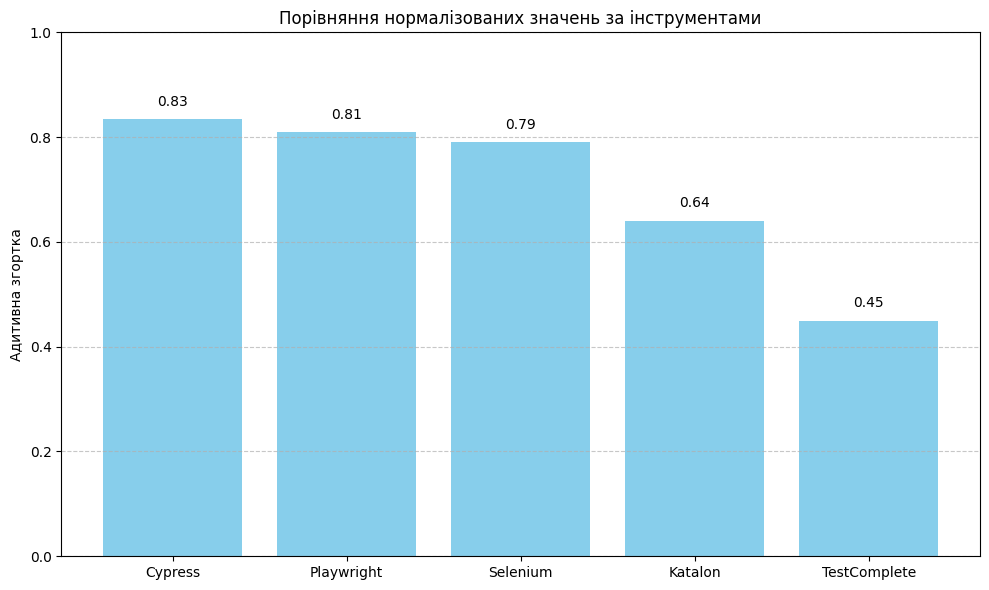 Порівняння нормалізованих значень за інструментами
Адитивна згортка
1.0
0.8
0.6
0.4
0.2
0.0
0.83
0.81
0.79
0.64
0.45
Cypress
Playwright
Selenium
Katalon
TestComplete